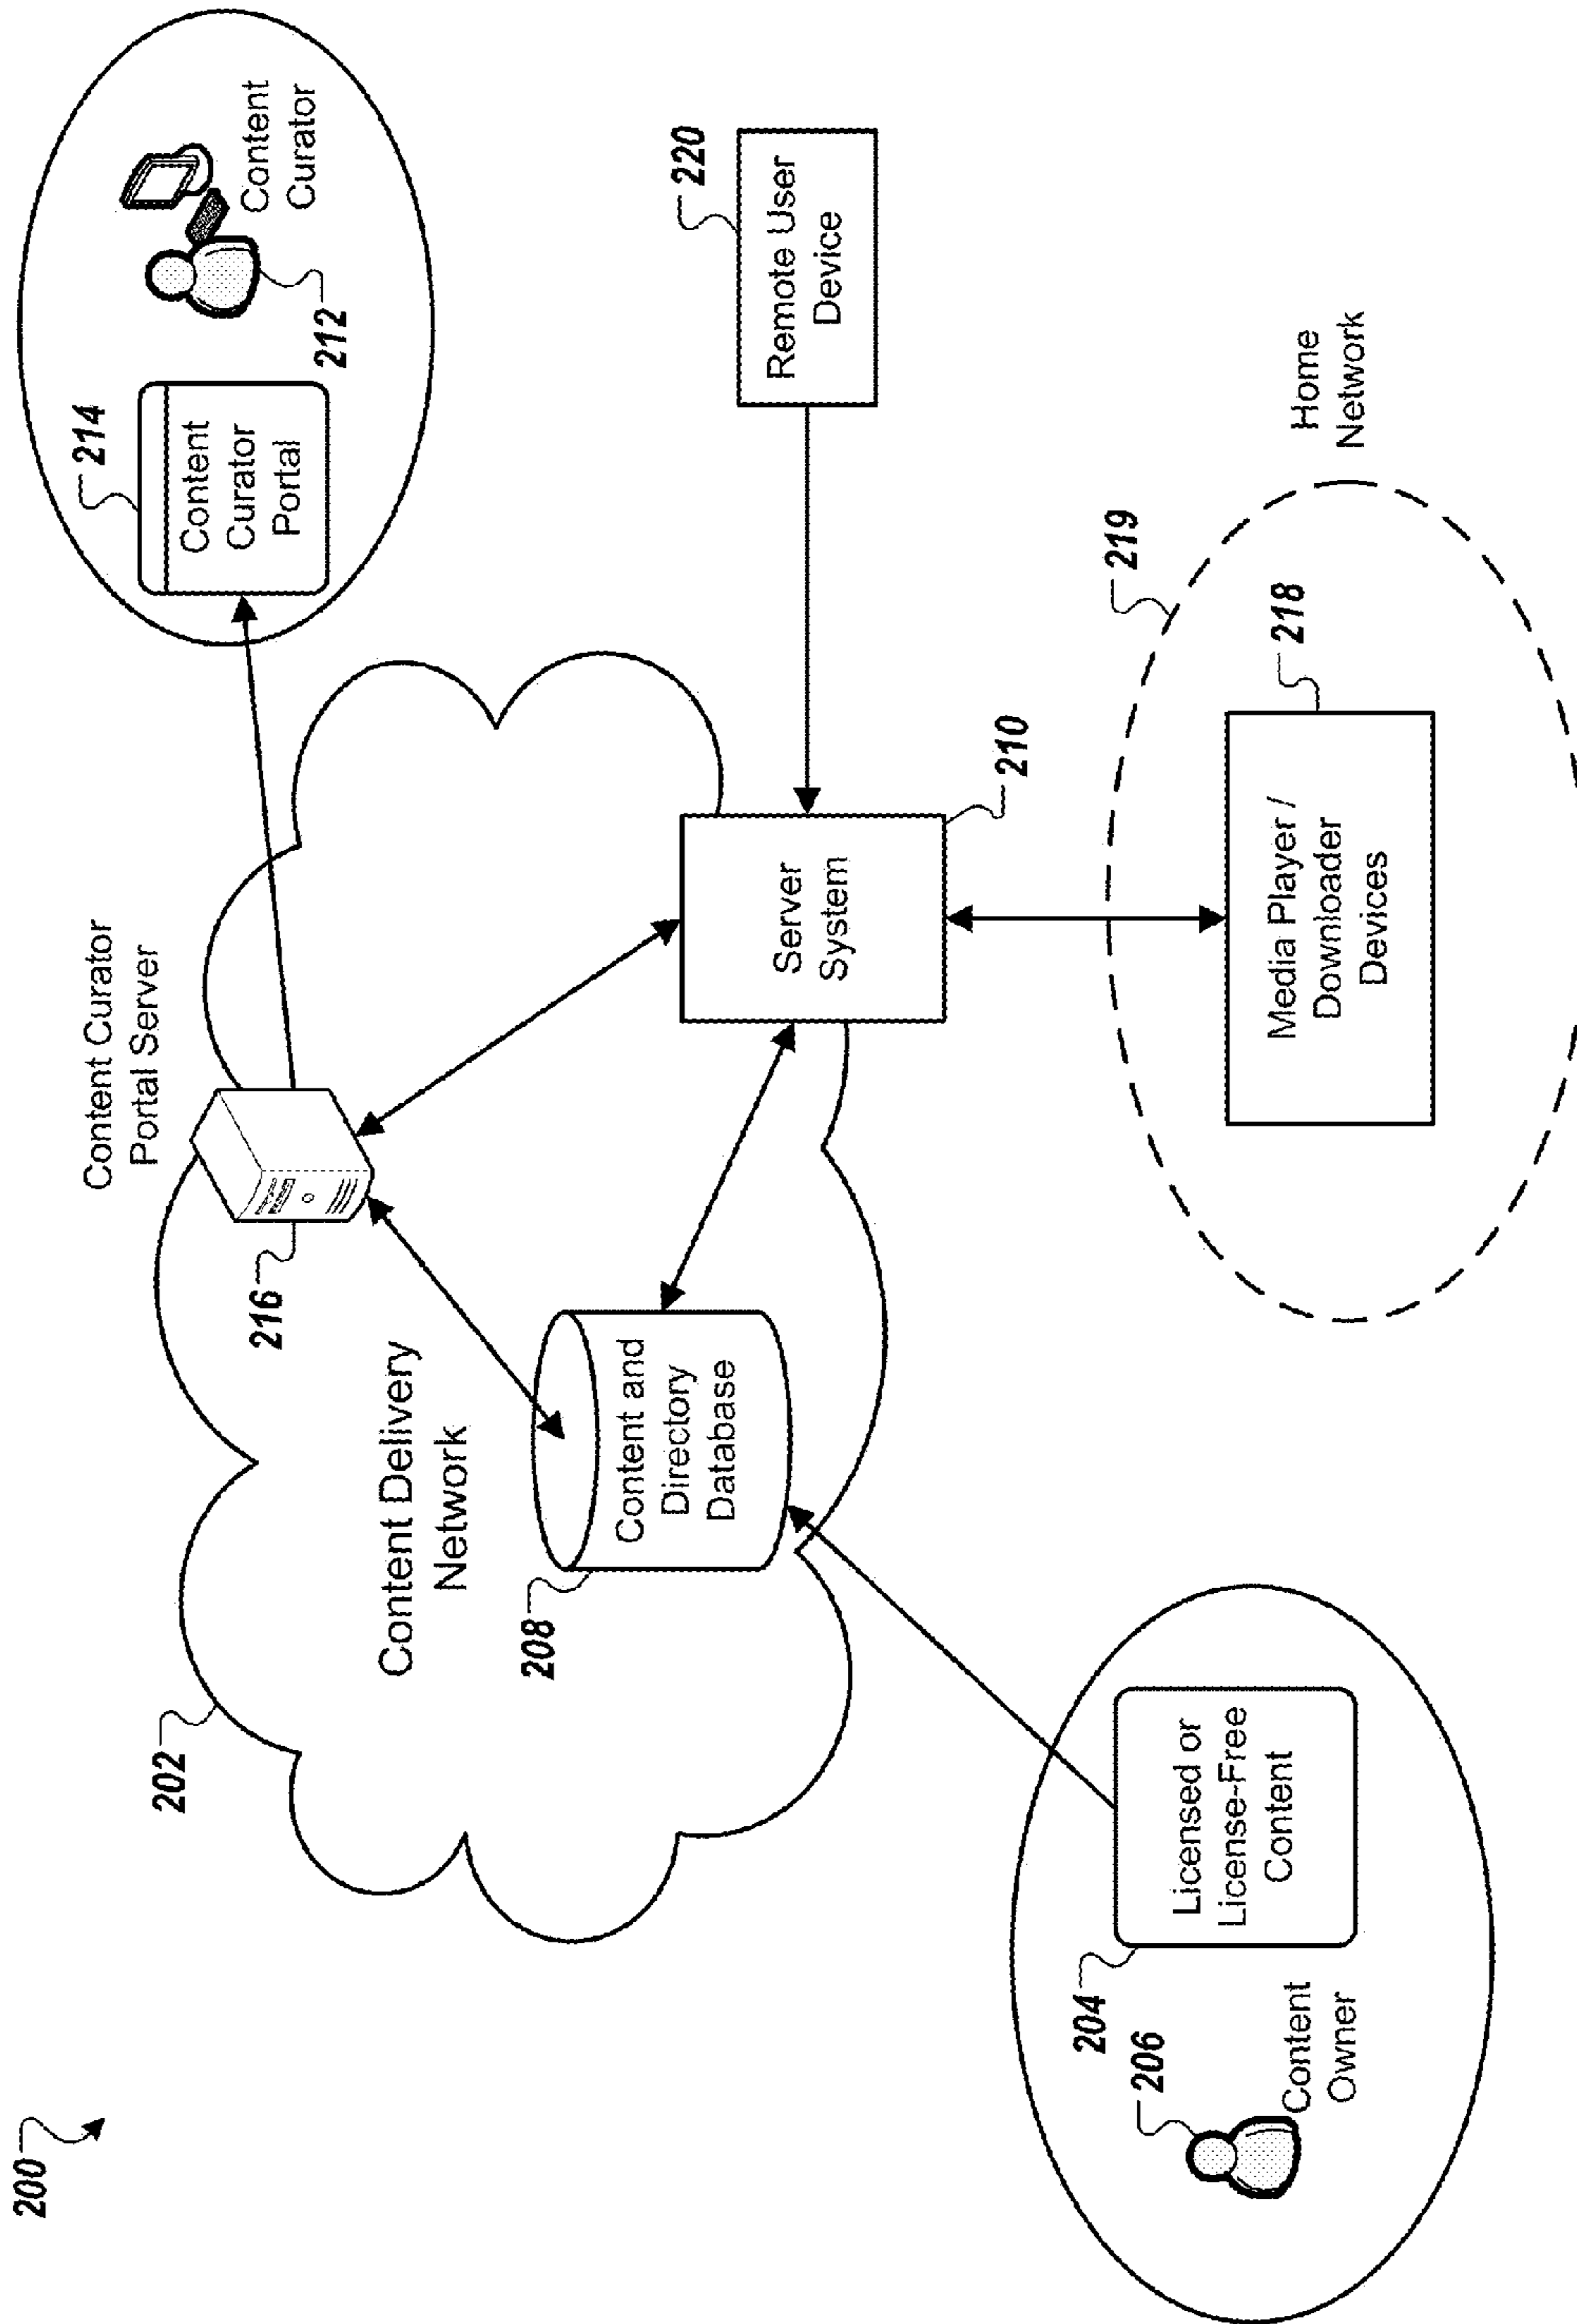 200
202
Content Delivery
Network
Content Curator
Portal Server
216
214
Content
Curator
Portal
212
Content
Curator
208
Content and
Directory
Database
Server
System
210
Remote User
Device
220
204
Licensed or
License-Free
Content
206
Content
Owner
219
Home
Network
218
Media Player /
Downloader
Devices